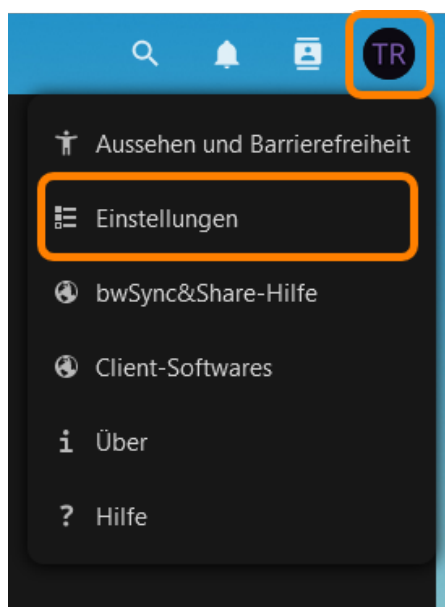 TR
Aussehen und Barrierefreiheit
Einstellungen
bwSync&Share-Hilfe
Client-Softwares
Über
Hilfe